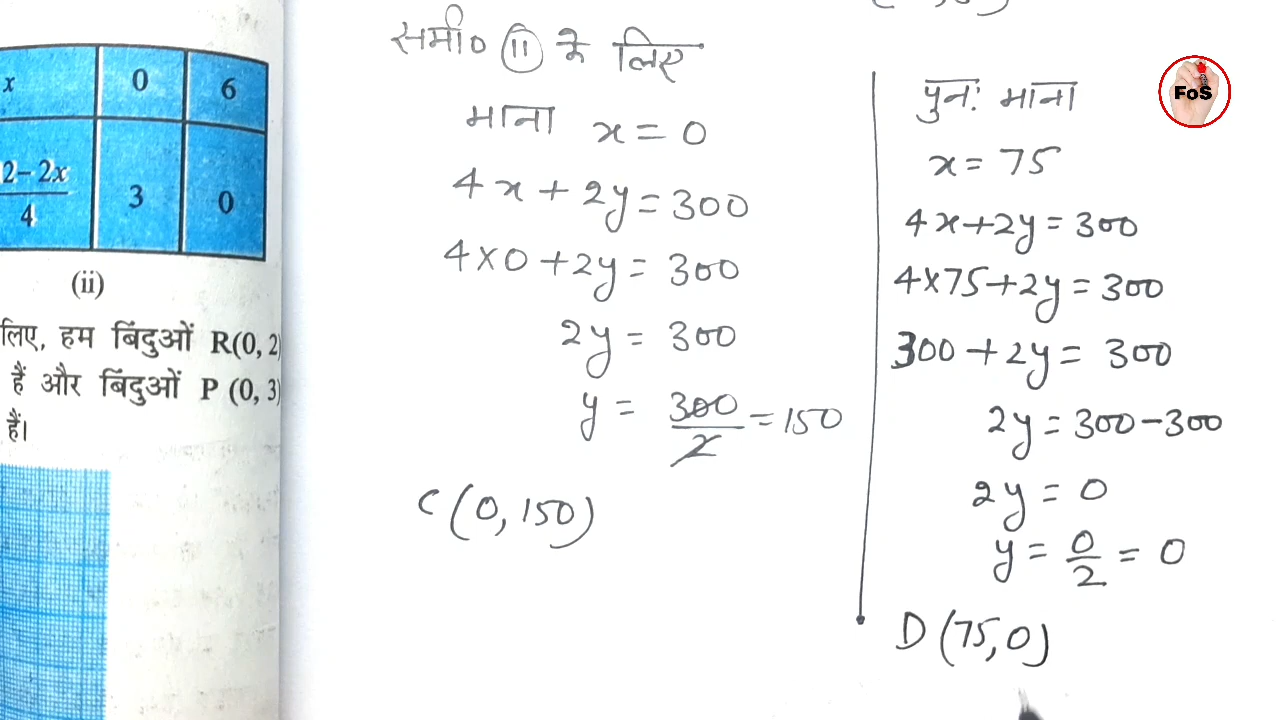 x 0 6
2 – 2x
4
3 0
(ii)
लिए, हम बिंदुओं R(0, 2)
हैं और बिंदुओं P (0, 3)
हैं।
समी० (ii) के लिए
माना x = 0
4x + 2y = 300
4×0 + 2y = 300
2y = 300
y = 300/2 = 150
C (0, 150)
पुनः माना
x = 75
4x+2y = 300
4×75+2y = 300
300 + 2y = 300
2y = 300-300
2y = 0
y = 0/2 = 0
D (75, 0)
FoS